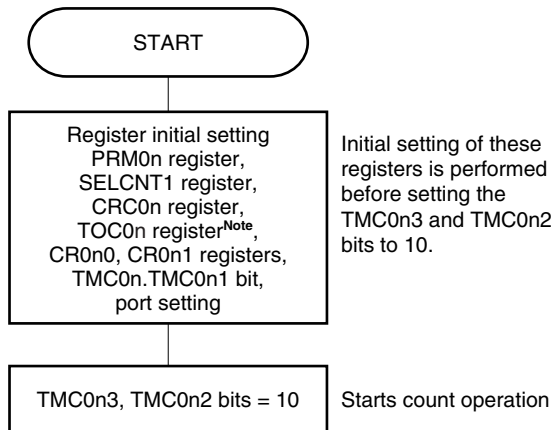 START
Register initial setting
PRM0n register,
SELCNT1 register,
CRC0n register,
TOC0n registerNote,
CR0n0, CR0n1 registers,
TMC0n.TMC0n1 bit,
port setting
Initial setting of these
registers is performed
before setting the
TMC0n3 and TMC0n2
bits to 10.
TMC0n3, TMC0n2 bits = 10
Starts count operation